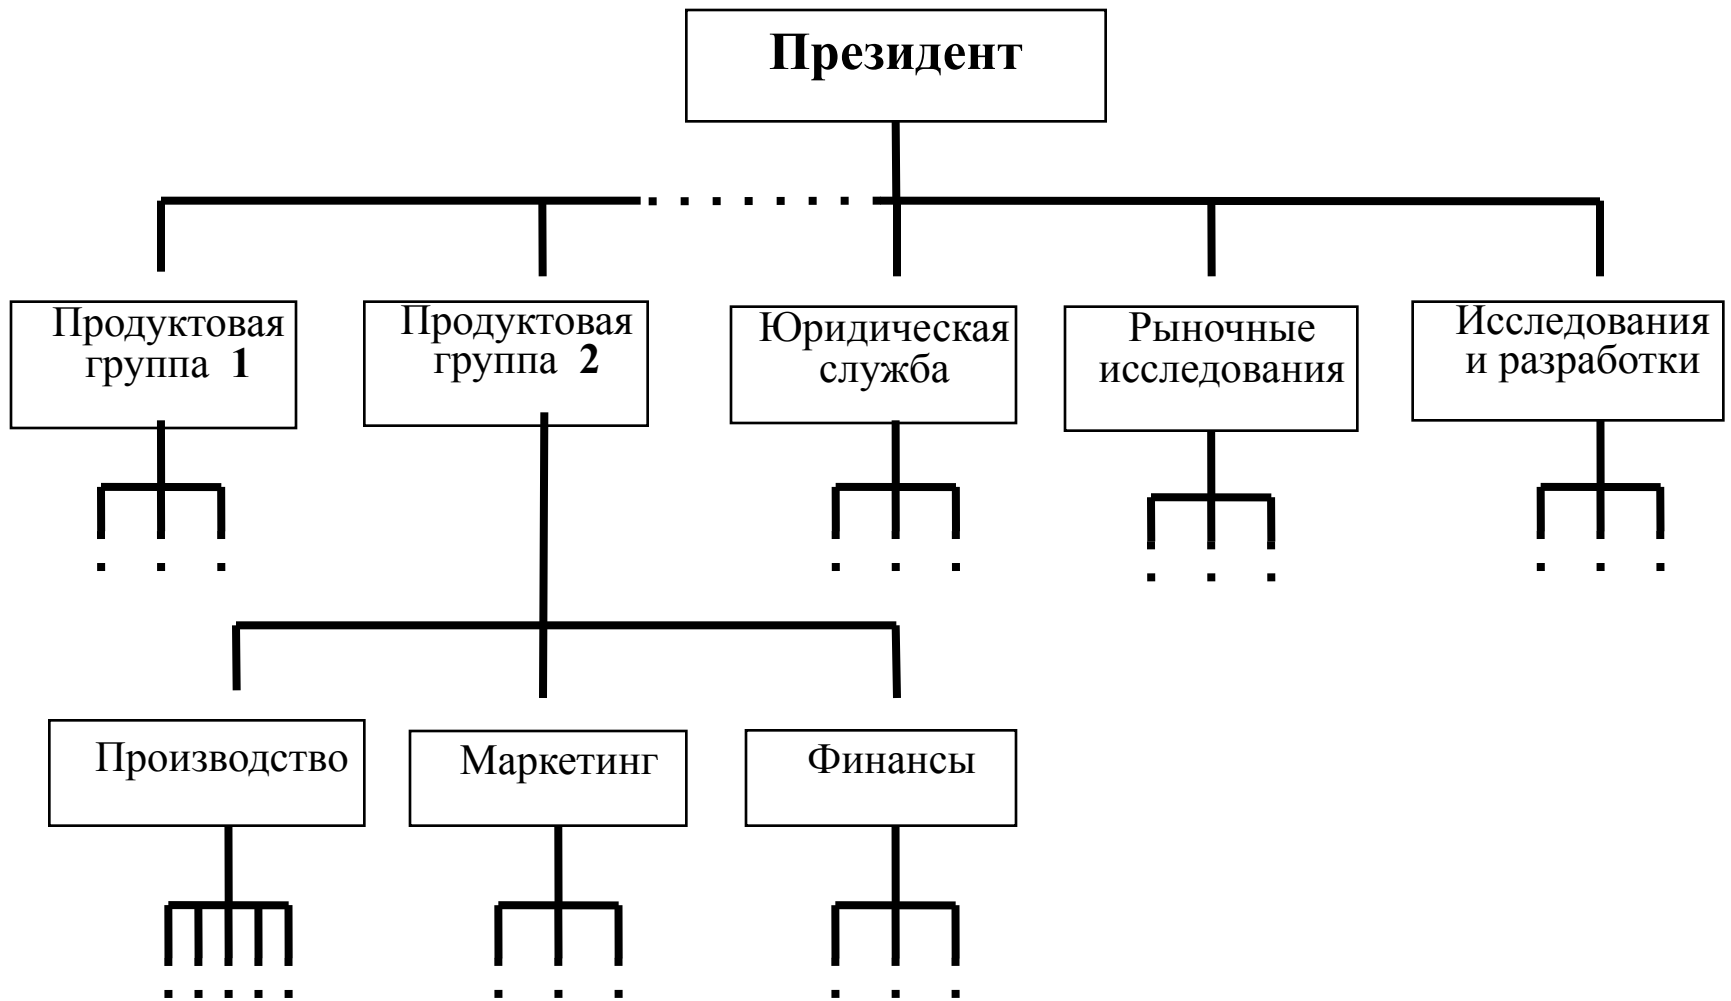 Президент
Продуктовая
группа 1
Продуктовая
группа 2
Юридическая
служба
Рыночные
исследования
Исследования
и разработки
Производство
Маркетинг
Финансы